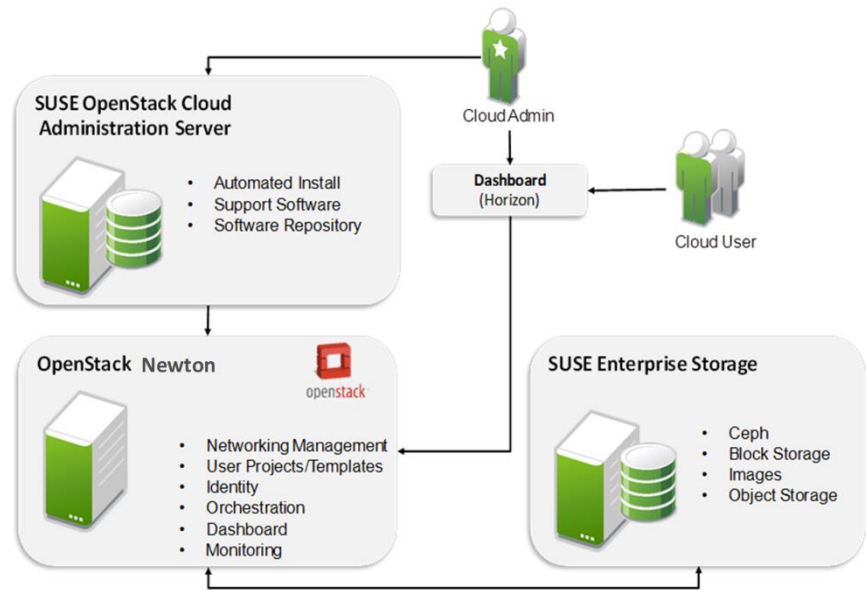 SUSE OpenStack Cloud
Administration Server
• Automated Install
• Support Software
• Software Repository
Cloud Admin
Dashboard
(Horizon)
Cloud User
OpenStack Newton
openstack
• Networking Management
• User Projects/Templates
• Identity
• Orchestration
• Dashboard
• Monitoring
SUSE Enterprise Storage
• Ceph
• Block Storage
• Images
• Object Storage